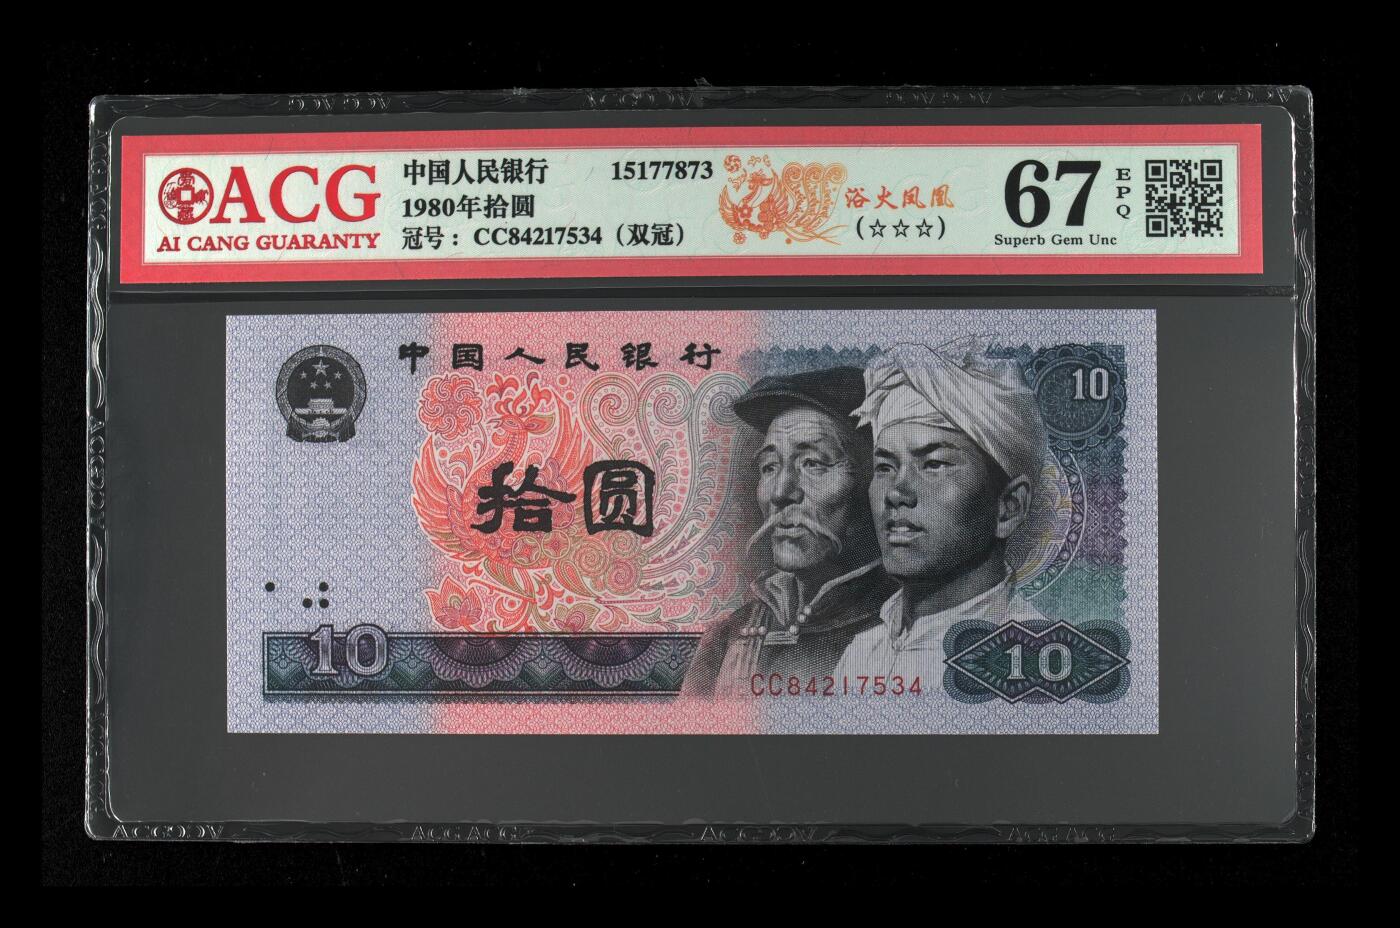 ACG
AI CANG GUARANTY
中国人民银行 15177873
1980年拾圆
冠号：CC84217534（双冠）
浴火凤凰
(☆☆☆)
67
EPQ
Superb Gem Unc
中国人民银行
10
拾圆
10
CC84217534
10